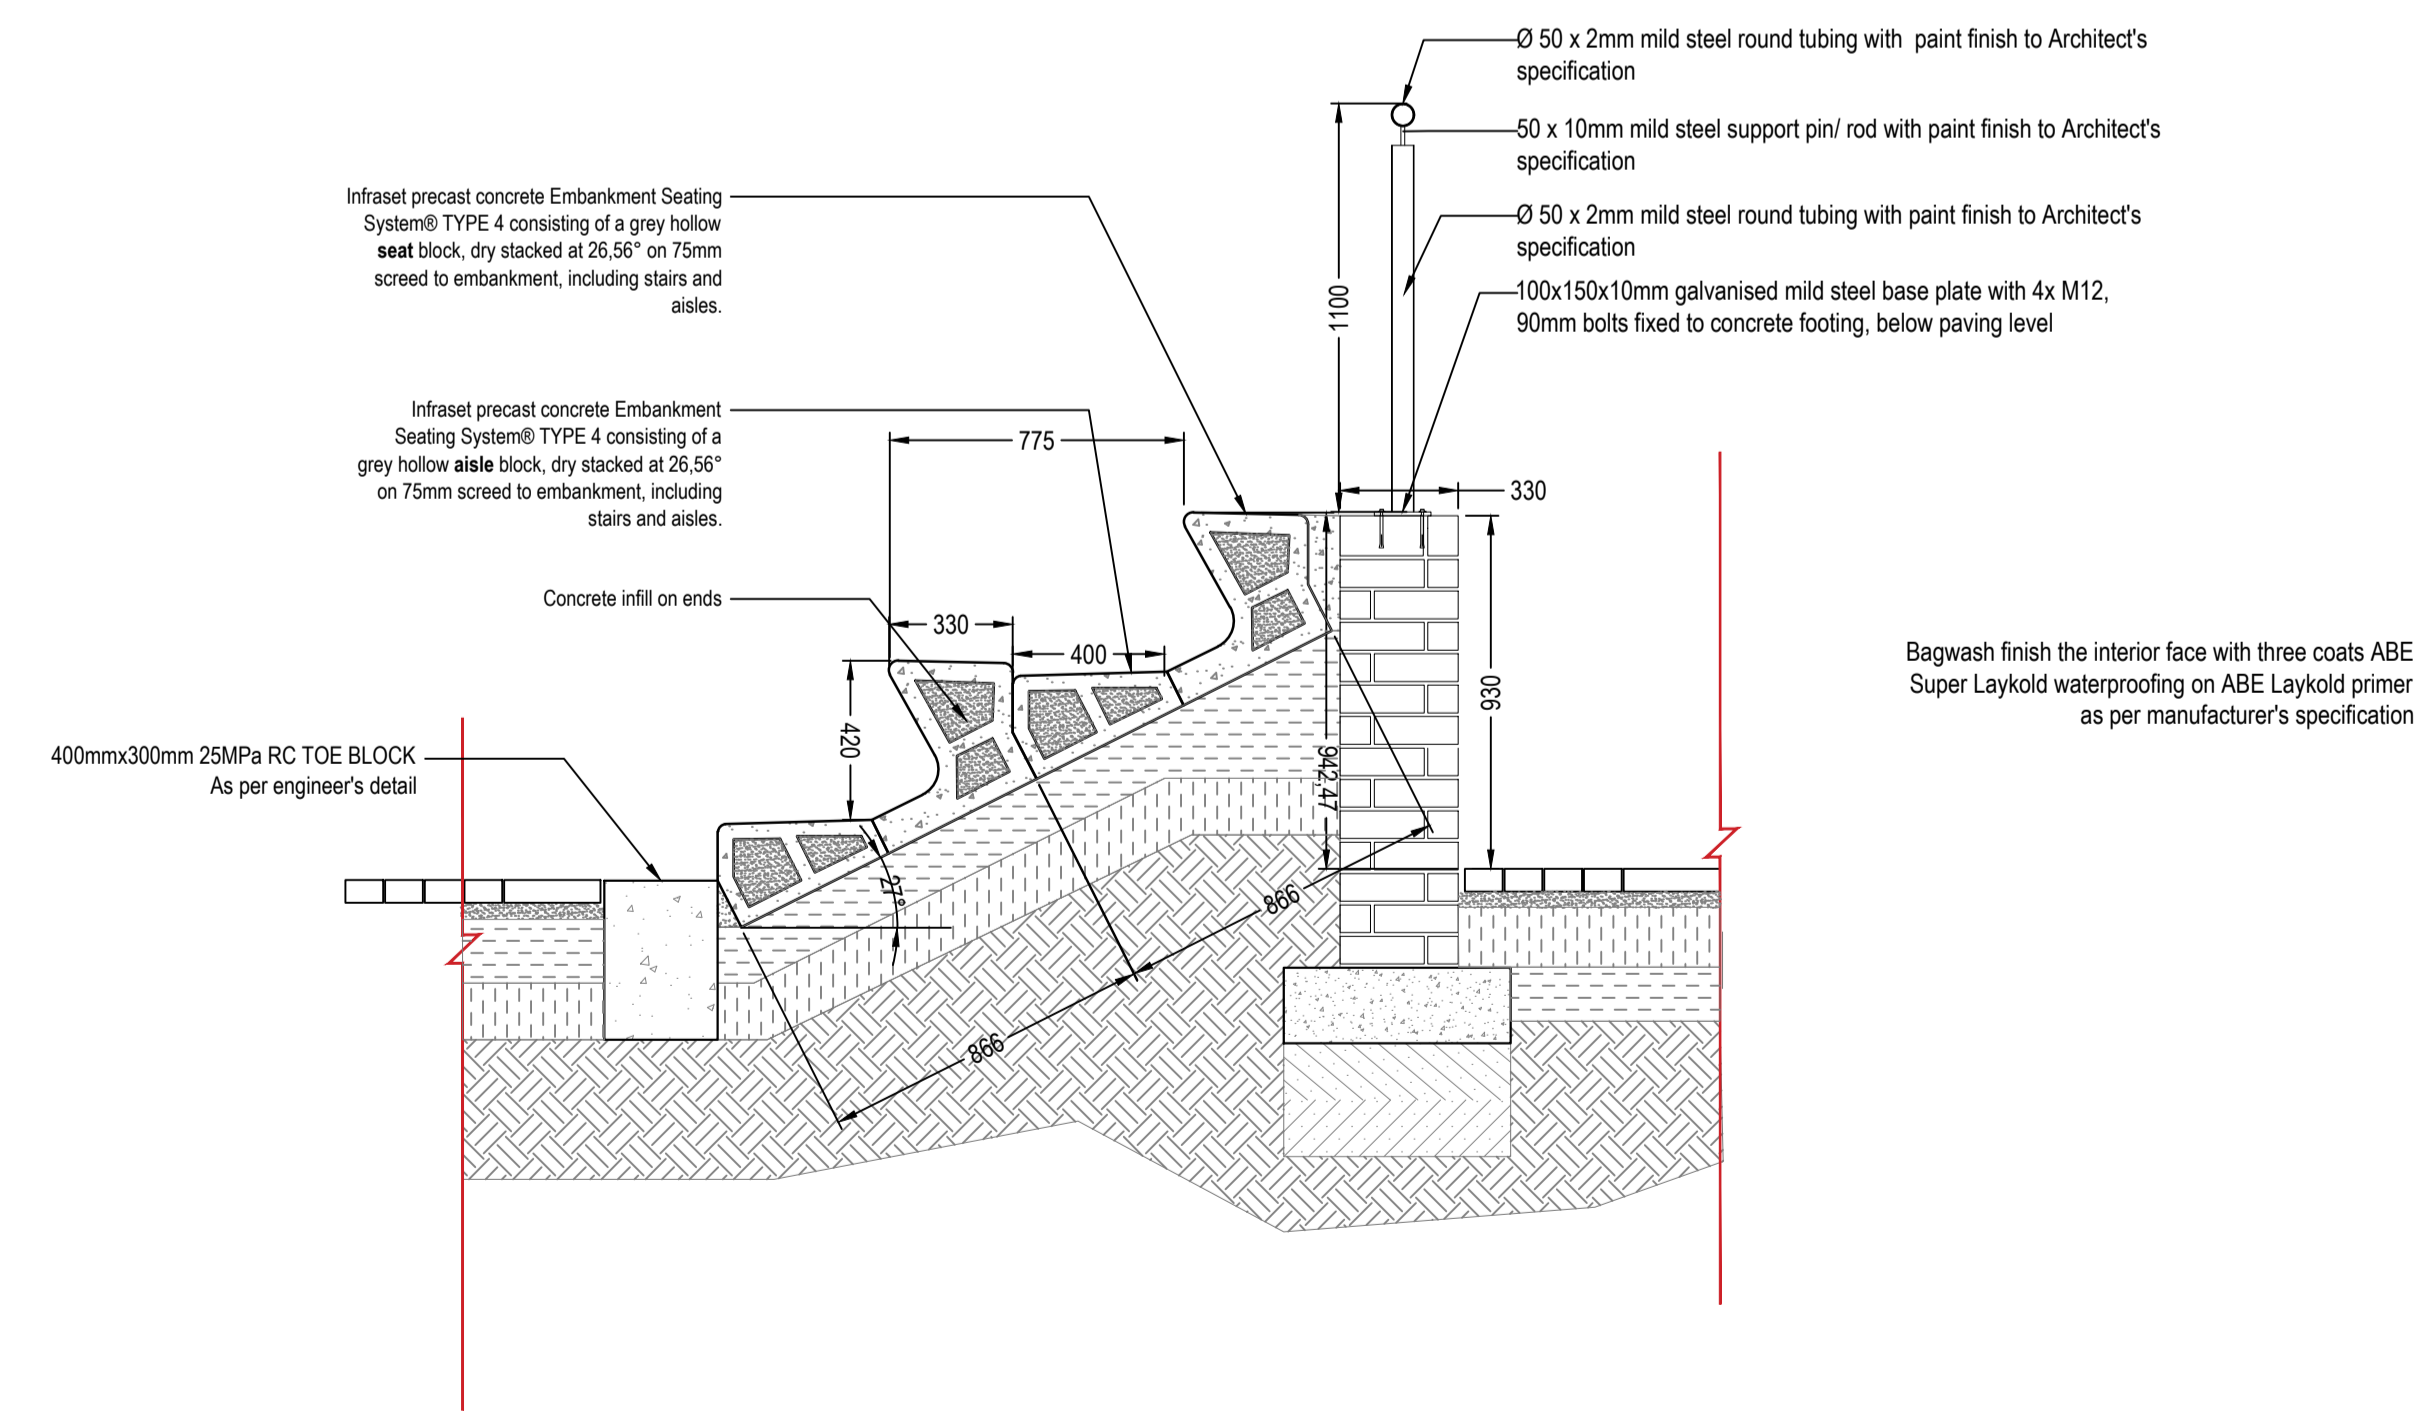 Ø 50 x 2mm mild steel round tubing with  paint finish to Architect's
specification
50 x 10mm mild steel support pin/ rod with paint finish to Architect's
specification
Ø 50 x 2mm mild steel round tubing with paint finish to Architect's
specification
100x150x10mm galvanised mild steel base plate with 4x M12,
90mm bolts fixed to concrete footing, below paving level
Infraset precast concrete Embankment Seating
System® TYPE 4 consisting of a grey hollow
seat block, dry stacked at 26,56° on 75mm
screed to embankment, including stairs and
aisles.
Infraset precast concrete Embankment
Seating System® TYPE 4 consisting of a
grey hollow aisle block, dry stacked at 26,56°
on 75mm screed to embankment, including
stairs and aisles.
Concrete infill on ends
400mmx300mm 25MPa RC TOE BLOCK
As per engineer's detail
Bagwash finish the interior face with three coats ABE
Super Laykold waterproofing on ABE Laykold primer
as per manufacturer's specification
1100
775
330
330
400
420
930
942,47
27°
866
866